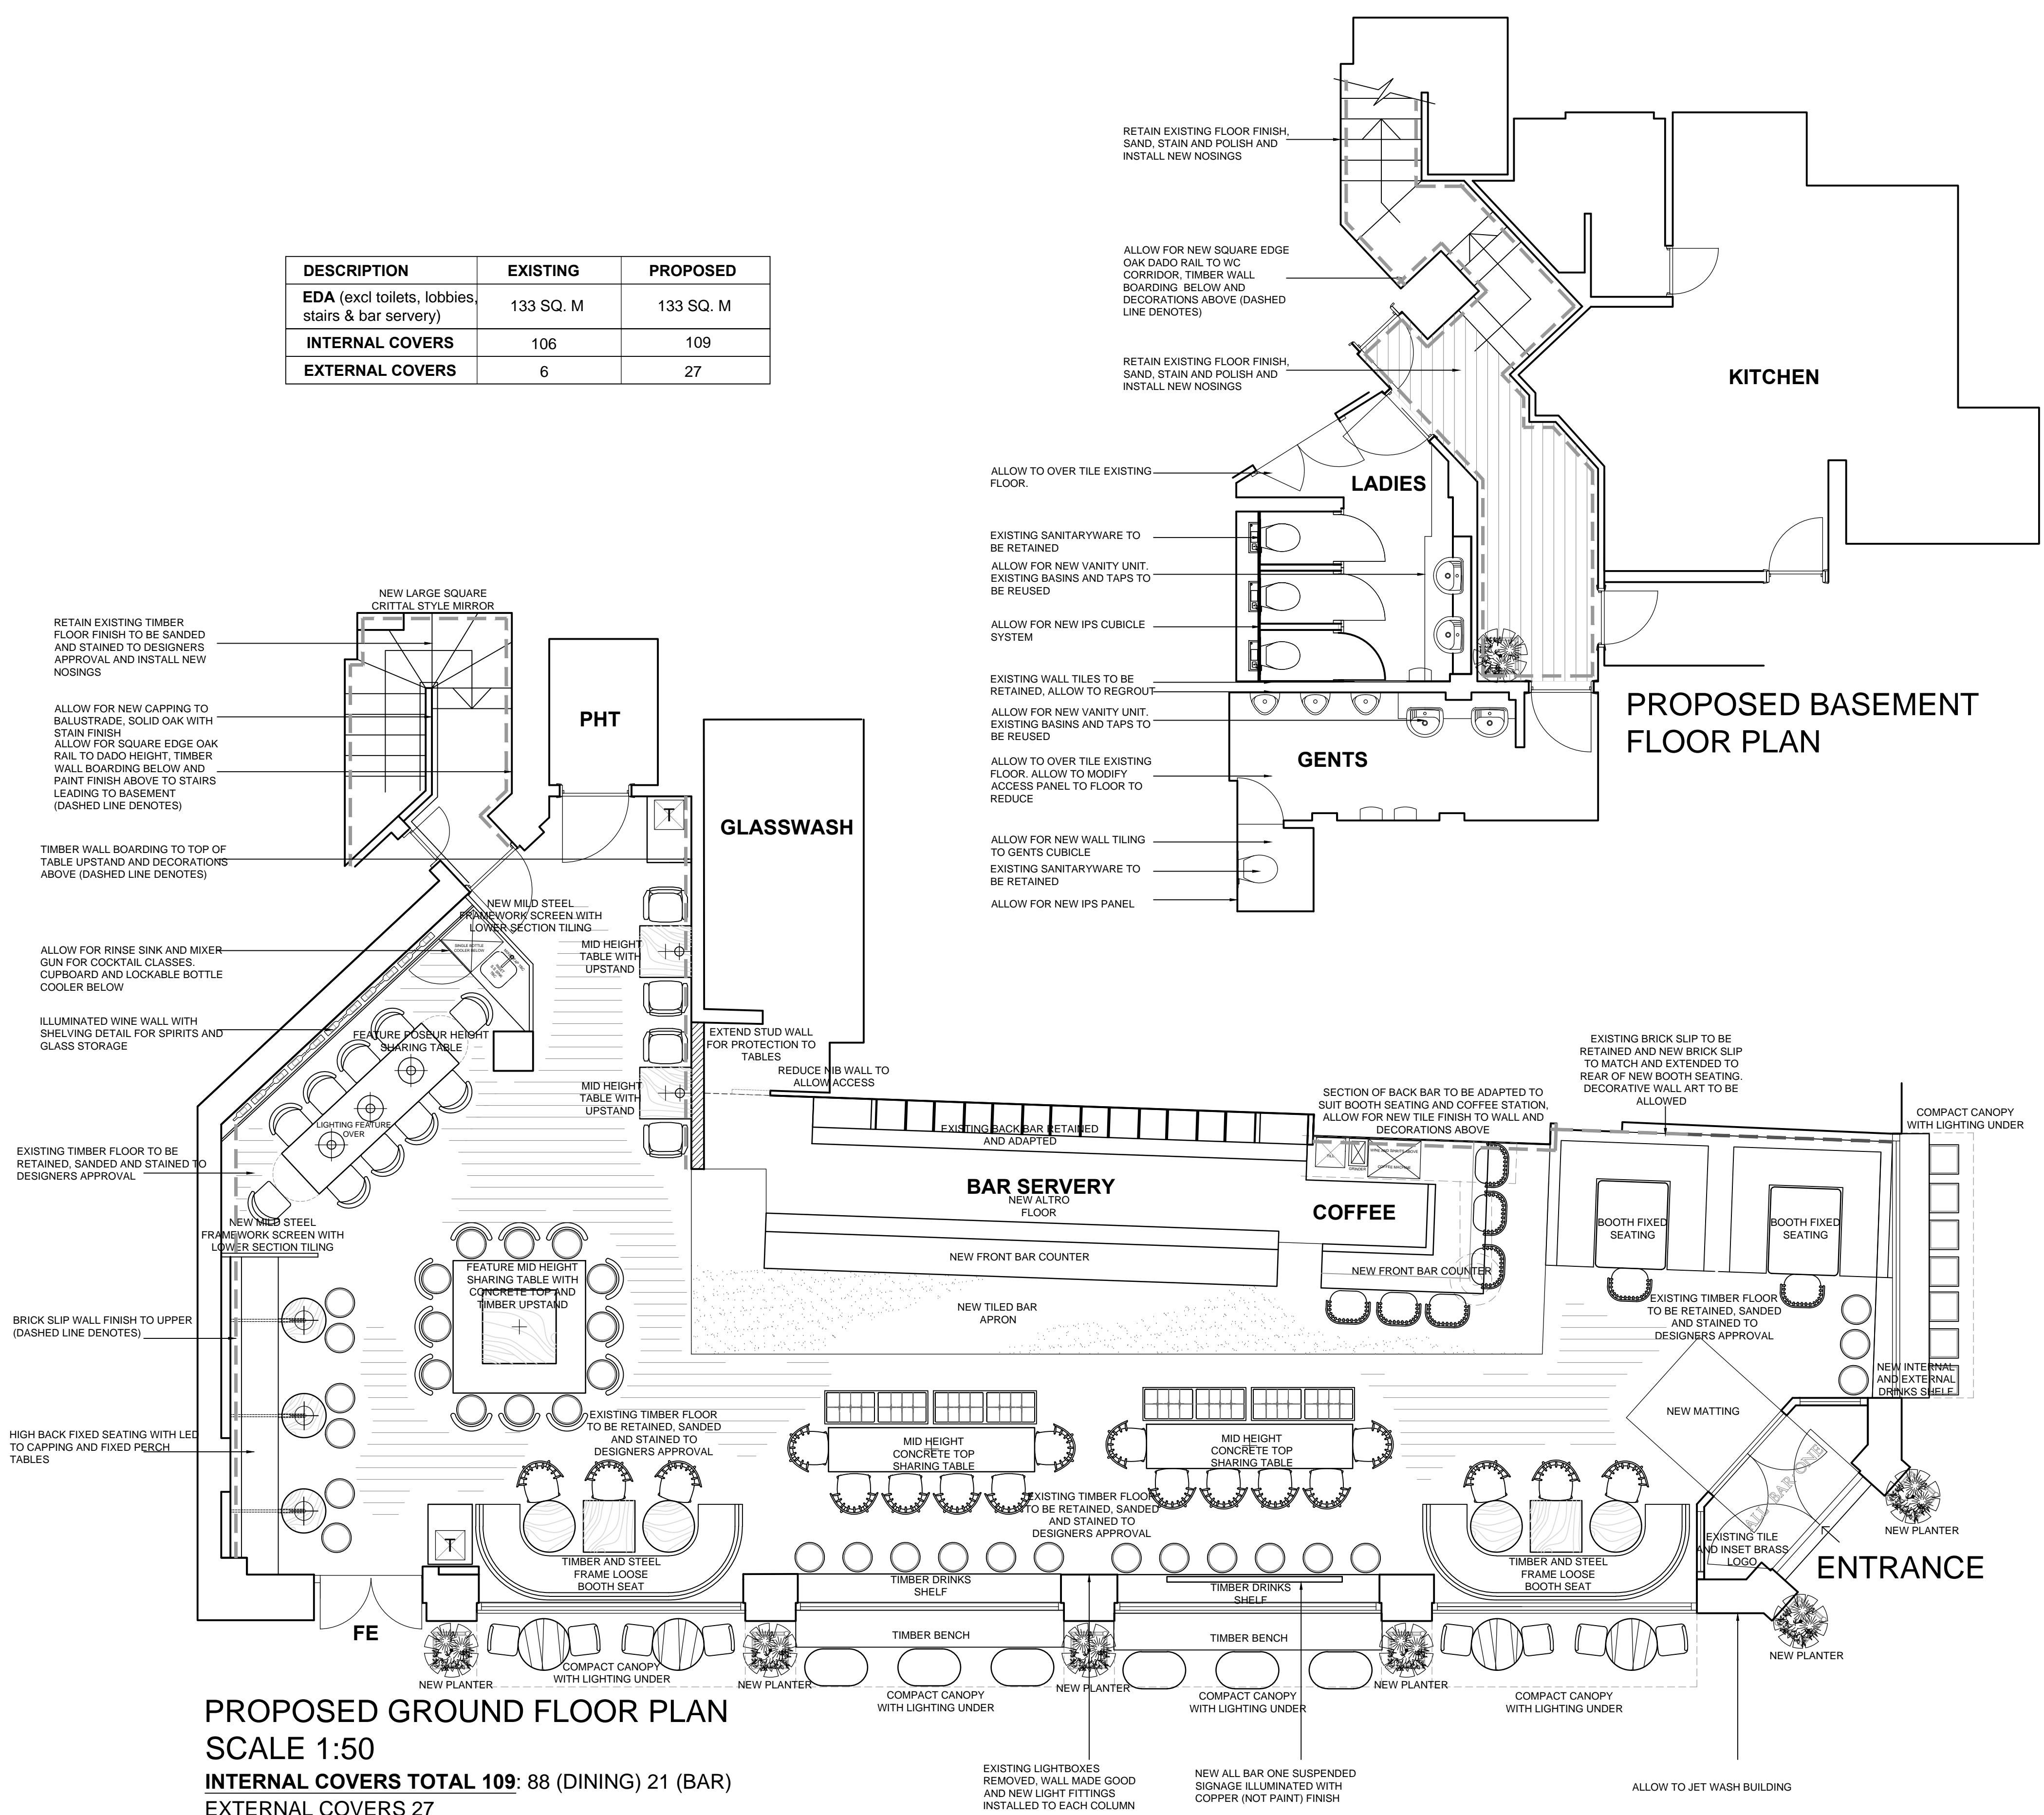 DESCRIPTION EXISTING PROPOSED
EDA (excl toilets, lobbies,
stairs & bar servery) 133 SQ. M 133 SQ. M
INTERNAL COVERS 106 109
EXTERNAL COVERS 6 27
RETAIN EXISTING FLOOR FINISH,
SAND, STAIN AND POLISH AND
INSTALL NEW NOSINGS
ALLOW FOR NEW SQUARE EDGE
OAK DADO RAIL TO WC
CORRIDOR, TIMBER WALL
BOARDING BELOW AND
DECORATIONS ABOVE (DASHED
LINE DENOTES)
RETAIN EXISTING FLOOR FINISH,
SAND, STAIN AND POLISH AND
INSTALL NEW NOSINGS
KITCHEN
ALLOW TO OVER TILE EXISTING
FLOOR.
LADIES
EXISTING SANITARYWARE TO
BE RETAINED
ALLOW FOR NEW VANITY UNIT.
EXISTING BASINS AND TAPS TO
BE REUSED
ALLOW FOR NEW IPS CUBICLE
SYSTEM
EXISTING WALL TILES TO BE
RETAINED, ALLOW TO REGROUT
ALLOW FOR NEW VANITY UNIT.
EXISTING BASINS AND TAPS TO
BE REUSED
ALLOW TO OVER TILE EXISTING
FLOOR. ALLOW TO MODIFY
ACCESS PANEL TO FLOOR TO
REDUCE
GENTS
ALLOW FOR NEW WALL TILING
TO GENTS CUBICLE
EXISTING SANITARYWARE TO
BE RETAINED
ALLOW FOR NEW IPS PANEL
PROPOSED BASEMENT
FLOOR PLAN
NEW LARGE SQUARE
CRITTAL STYLE MIRROR
RETAIN EXISTING TIMBER
FLOOR FINISH TO BE SANDED
AND STAINED TO DESIGNERS
APPROVAL AND INSTALL NEW
NOSINGS
ALLOW FOR NEW CAPPING TO
BALUSTRADE, SOLID OAK WITH
STAIN FINISH
ALLOW FOR SQUARE EDGE OAK
RAIL TO DADO HEIGHT, TIMBER
WALL BOARDING BELOW AND
PAINT FINISH ABOVE TO STAIRS
LEADING TO BASEMENT
(DASHED LINE DENOTES)
PHT
T
GLASSWASH
TIMBER WALL BOARDING TO TOP OF
TABLE UPSTAND AND DECORATIONS
ABOVE (DASHED LINE DENOTES)
NEW MILD STEEL
FRAMEWORK SCREEN WITH
LOWER SECTION TILING
SINGLE BOTTLE
COOLER BELOW
MID HEIGHT
TABLE WITH
UPSTAND
ALLOW FOR RINSE SINK AND MIXER
GUN FOR COCKTAIL CLASSES.
CUPBOARD AND LOCKABLE BOTTLE
COOLER BELOW
ILLUMINATED WINE WALL WITH
SHELVING DETAIL FOR SPIRITS AND
GLASS STORAGE
FEATURE POSEUR HEIGHT
SHARING TABLE
EXTEND STUD WALL
FOR PROTECTION TO
TABLES
REDUCE NIB WALL TO
ALLOW ACCESS
MID HEIGHT
TABLE WITH
UPSTAND
LIGHTING FEATURE
OVER
EXISTING TIMBER FLOOR TO BE
RETAINED, SANDED AND STAINED TO
DESIGNERS APPROVAL
EXISTING BACK BAR RETAINED
AND ADAPTED
SECTION OF BACK BAR TO BE ADAPTED TO
SUIT BOOTH SEATING AND COFFEE STATION,
ALLOW FOR NEW TILE FINISH TO WALL AND
DECORATIONS ABOVE
EXISTING BRICK SLIP TO BE
RETAINED AND NEW BRICK SLIP
TO MATCH AND EXTENDED TO
REAR OF NEW BOOTH SEATING.
DECORATIVE WALL ART TO BE
ALLOWED
COMPACT CANOPY
WITH LIGHTING UNDER
TILL
GRINDER
COFFEE MACHINE
BAR SERVERY
NEW ALTRO
FLOOR
COFFEE
BOOTH FIXED
SEATING
BOOTH FIXED
SEATING
NEW MILD STEEL
FRAMEWORK SCREEN WITH
LOWER SECTION TILING
NEW FRONT BAR COUNTER
NEW FRONT BAR COUNTER
FEATURE MID HEIGHT
SHARING TABLE WITH
CONCRETE TOP AND
TIMBER UPSTAND
NEW TILED BAR
APRON
EXISTING TIMBER FLOOR
TO BE RETAINED, SANDED
AND STAINED TO
DESIGNERS APPROVAL
BRICK SLIP WALL FINISH TO UPPER
(DASHED LINE DENOTES)
NEW INTERNAL
AND EXTERNAL
DRINKS SHELF
NEW MATTING
EXISTING TIMBER FLOOR
TO BE RETAINED, SANDED
AND STAINED TO
DESIGNERS APPROVAL
HIGH BACK FIXED SEATING WITH LED
TO CAPPING AND FIXED PERCH
TABLES
MID HEIGHT
CONCRETE TOP
SHARING TABLE
MID HEIGHT
CONCRETE TOP
SHARING TABLE
ALL BAR ONE
EXISTING TIMBER FLOOR
TO BE RETAINED, SANDED
AND STAINED TO
DESIGNERS APPROVAL
NEW PLANTER
T
EXISTING TILE
AND INSET BRASS
LOGO
ENTRANCE
TIMBER AND STEEL
FRAME LOOSE
BOOTH SEAT
TIMBER DRINKS
SHELF
TIMBER DRINKS
SHELF
TIMBER AND STEEL
FRAME LOOSE
BOOTH SEAT
FE
TIMBER BENCH
TIMBER BENCH
NEW PLANTER
COMPACT CANOPY
WITH LIGHTING UNDER
NEW PLANTER
NEW PLANTER
NEW PLANTER
NEW PLANTER
COMPACT CANOPY
WITH LIGHTING UNDER
COMPACT CANOPY
WITH LIGHTING UNDER
COMPACT CANOPY
WITH LIGHTING UNDER
PROPOSED GROUND FLOOR PLAN
SCALE 1:50
INTERNAL COVERS TOTAL 109: 88 (DINING) 21 (BAR)
EXTERNAL COVERS 27
EXISTING LIGHTBOXES
REMOVED, WALL MADE GOOD
AND NEW LIGHT FITTINGS
INSTALLED TO EACH COLUMN
NEW ALL BAR ONE SUSPENDED
SIGNAGE ILLUMINATED WITH
COPPER (NOT PAINT) FINISH
ALLOW TO JET WASH BUILDING